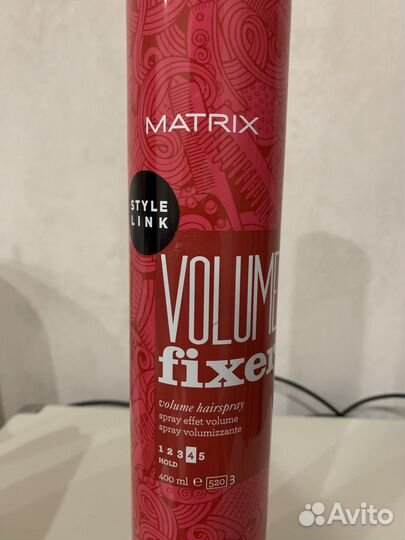 MATRIX
STYLE
LINK
VOLUME
fixer
volume hairspray
spray effet volume
spray volumizzante
1 2 3 4 5
HOLD
400 ml e 520 3
Avito